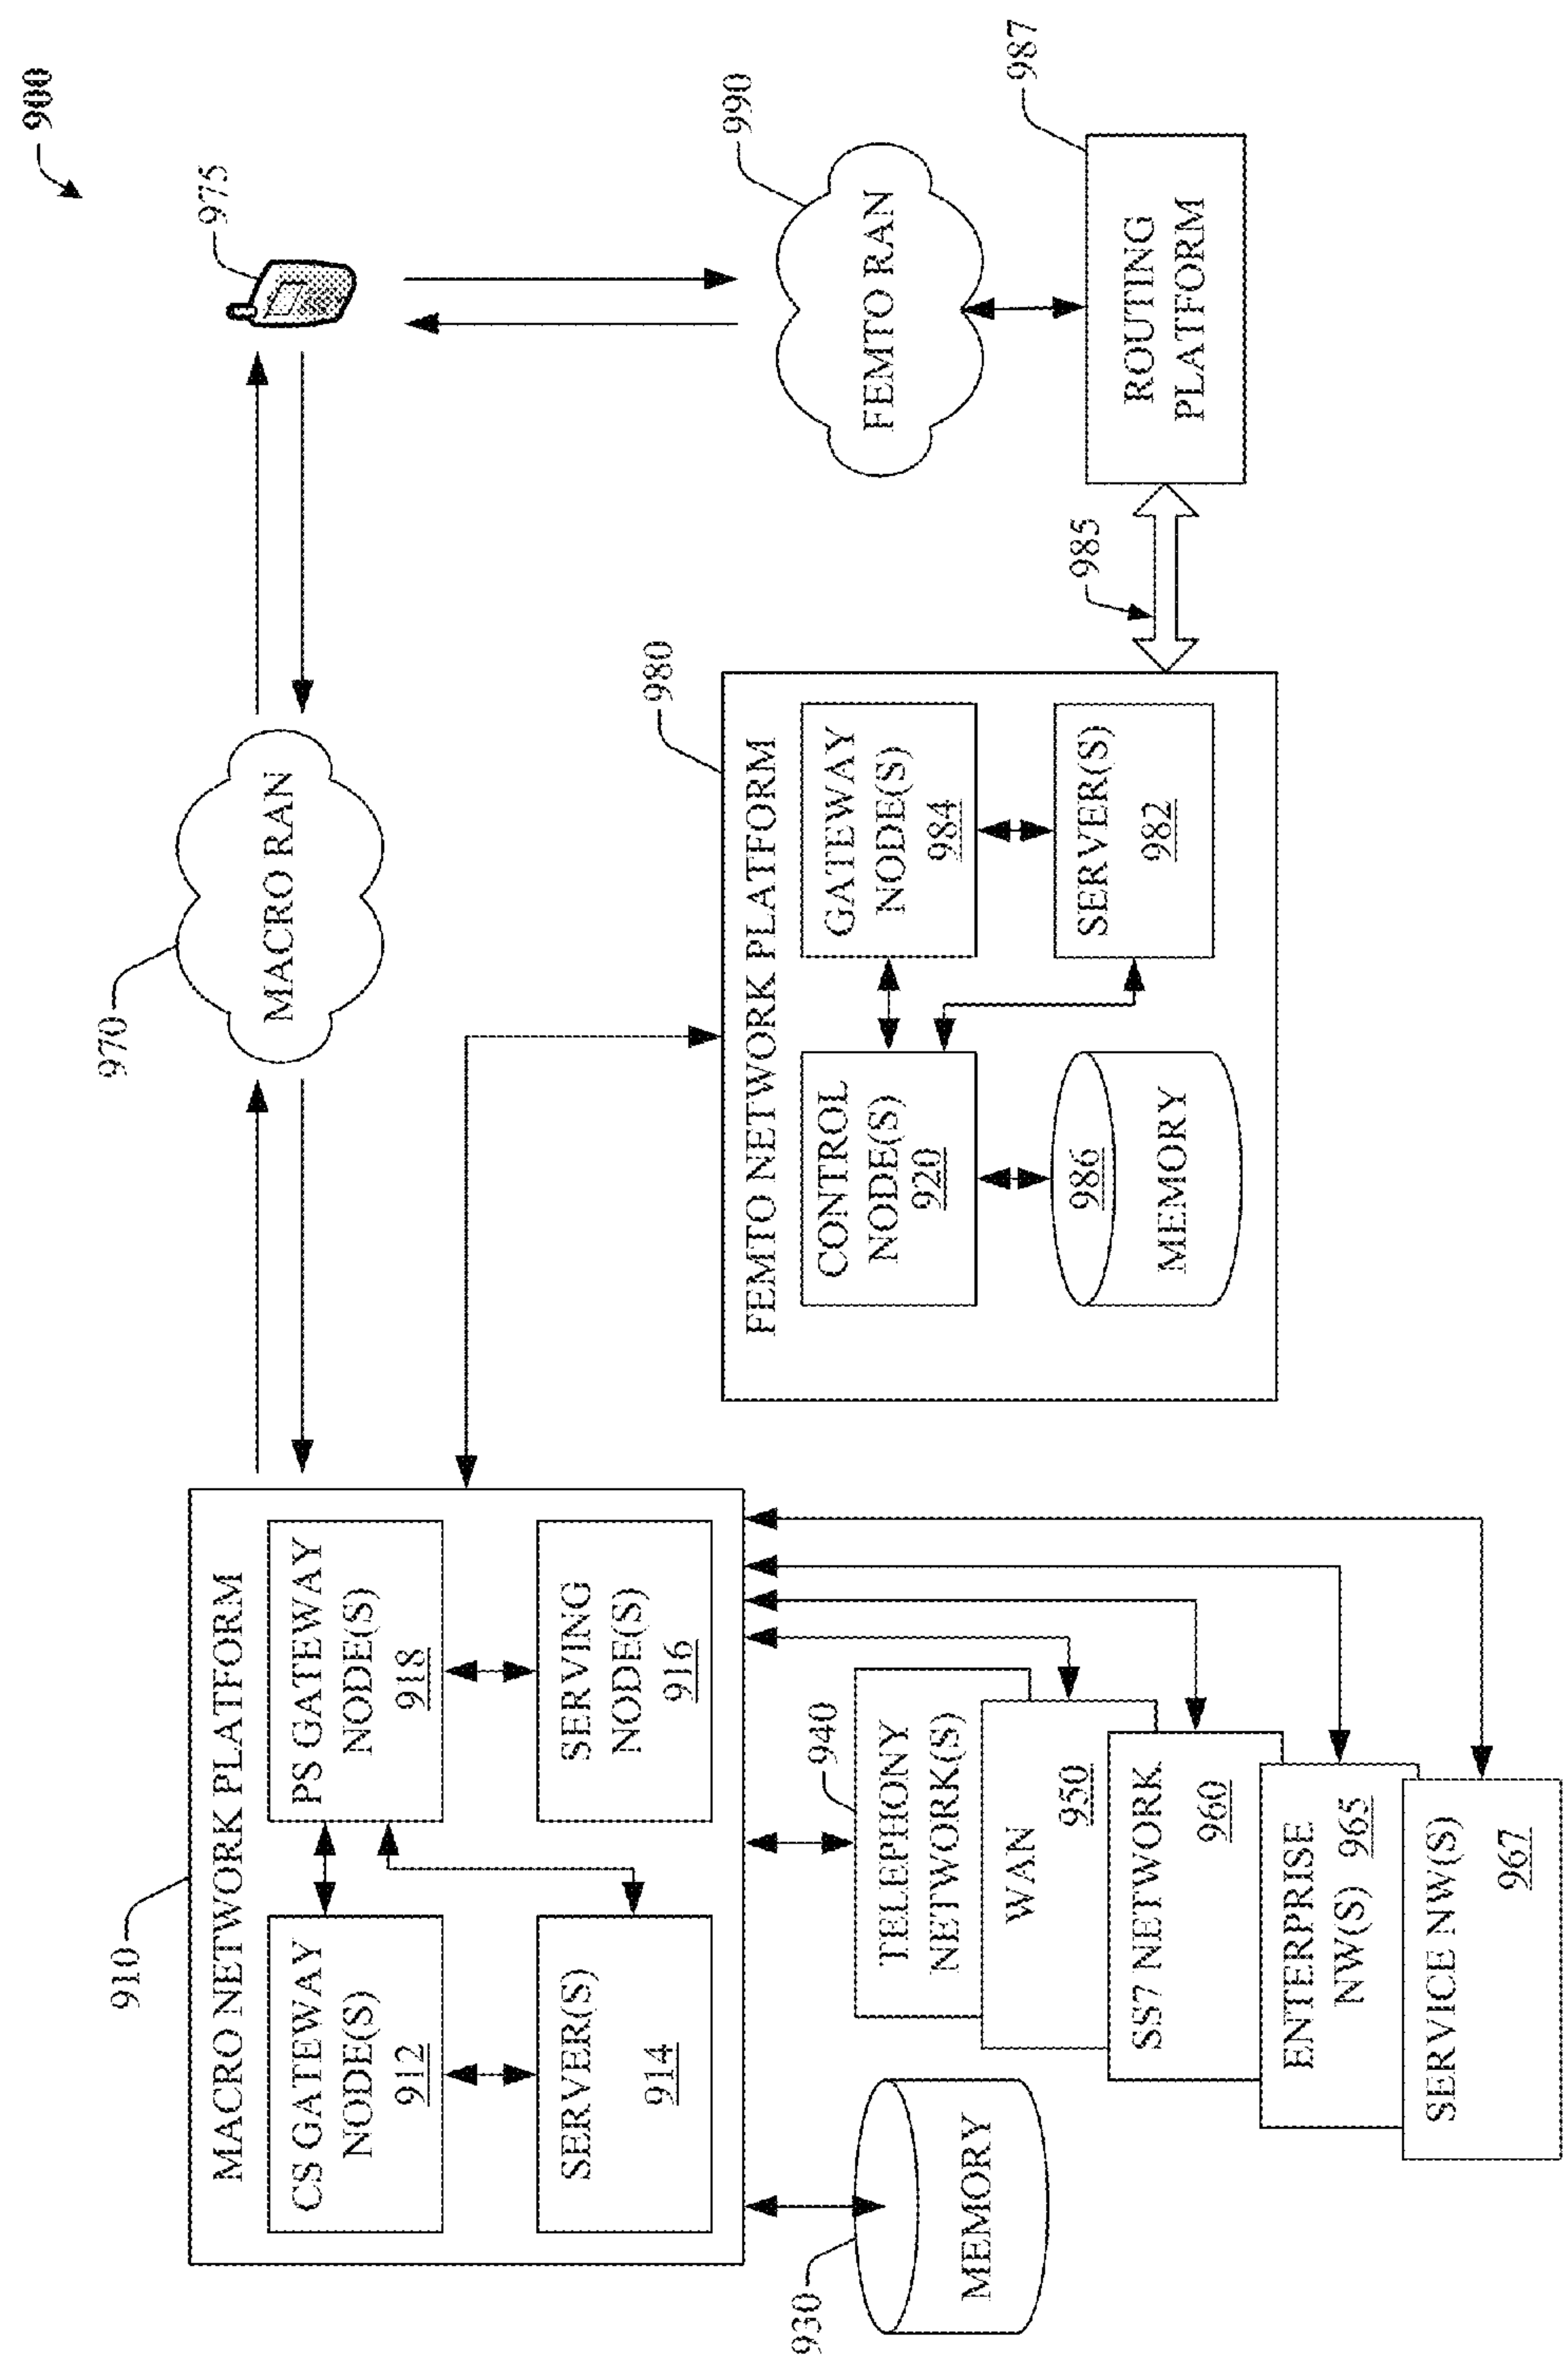 900
975
970
MACRO RAN
910
MACRO NETWORK PLATFORM
CS GATEWAY
NODE(S)
912
PS GATEWAY
NODE(S)
918
SERVER(S)
914
SERVING
NODE(S)
916
930
MEMORY
940
TELEPHONY
NETWORK(S)
WAN
950
SS7 NETWORK
960
ENTERPRISE
NW(S) 965
SERVICE NW(S)
967
980
FEMTO NETWORK PLATFORM
CONTROL
NODE(S)
920
GATEWAY
NODE(S)
984
986
MEMORY
SERVER(S)
982
985
990
FEMTO RAN
987
ROUTING
PLATFORM